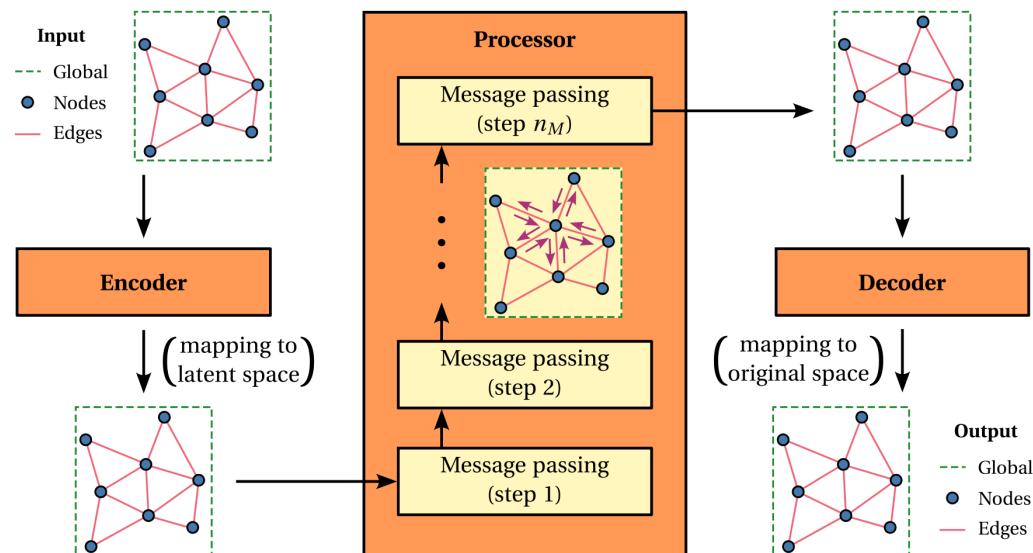 Input
Global
Nodes
Edges
Encoder
(mapping to
latent space)
Processor
Message passing
(step n_M)
Message passing
(step 2)
Message passing
(step 1)
Decoder
(mapping to
original space)
Output
Global
Nodes
Edges